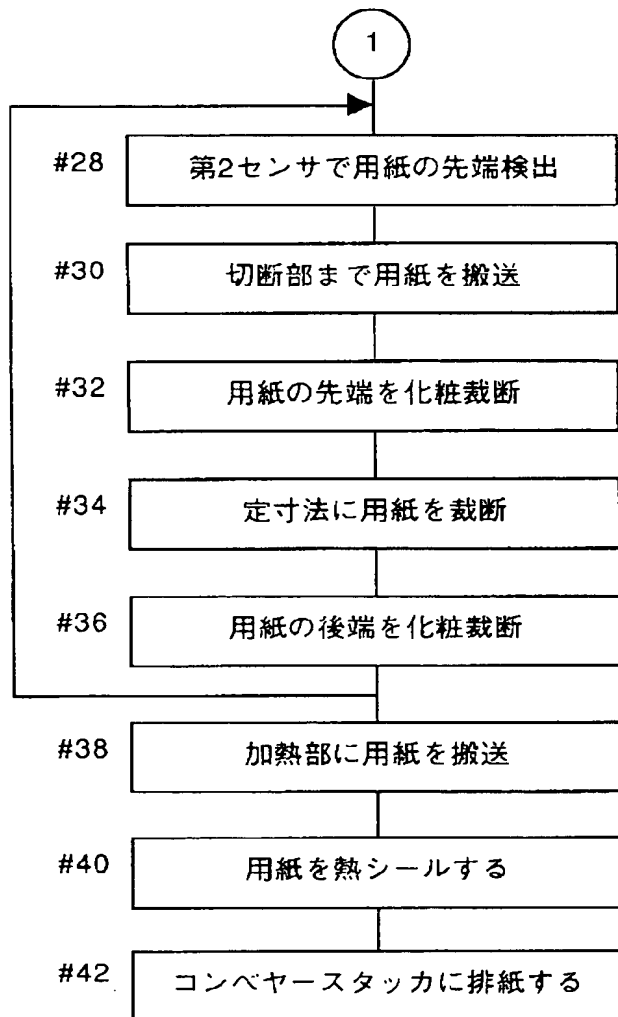 1
#28 第2センサで用紙の先端検出
#30 切断部まで用紙を搬送
#32 用紙の先端を化粧裁断
#34 定寸法に用紙を裁断
#36 用紙の後端を化粧裁断
#38 加熱部に用紙を搬送
#40 用紙を熱シールする
#42 コンベヤースタッカに排紙する